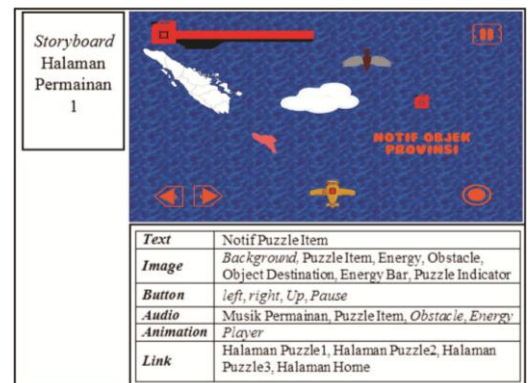 Storyboard
Halaman
Permainan
1
NOTIF OBJEK
PROVINSI
Text Notif Puzzle Item
Image Background, Puzzle Item, Energy, Obstacle,
Object Destination, Energy Bar, Puzzle Indicator
Button left, right, Up, Pause
Audio Musik Permainan, Puzzle Item, Obstacle, Energy
Animation Player
Link Halaman Puzzle1, Halaman Puzzle2, Halaman
Puzzle3, Halaman Home